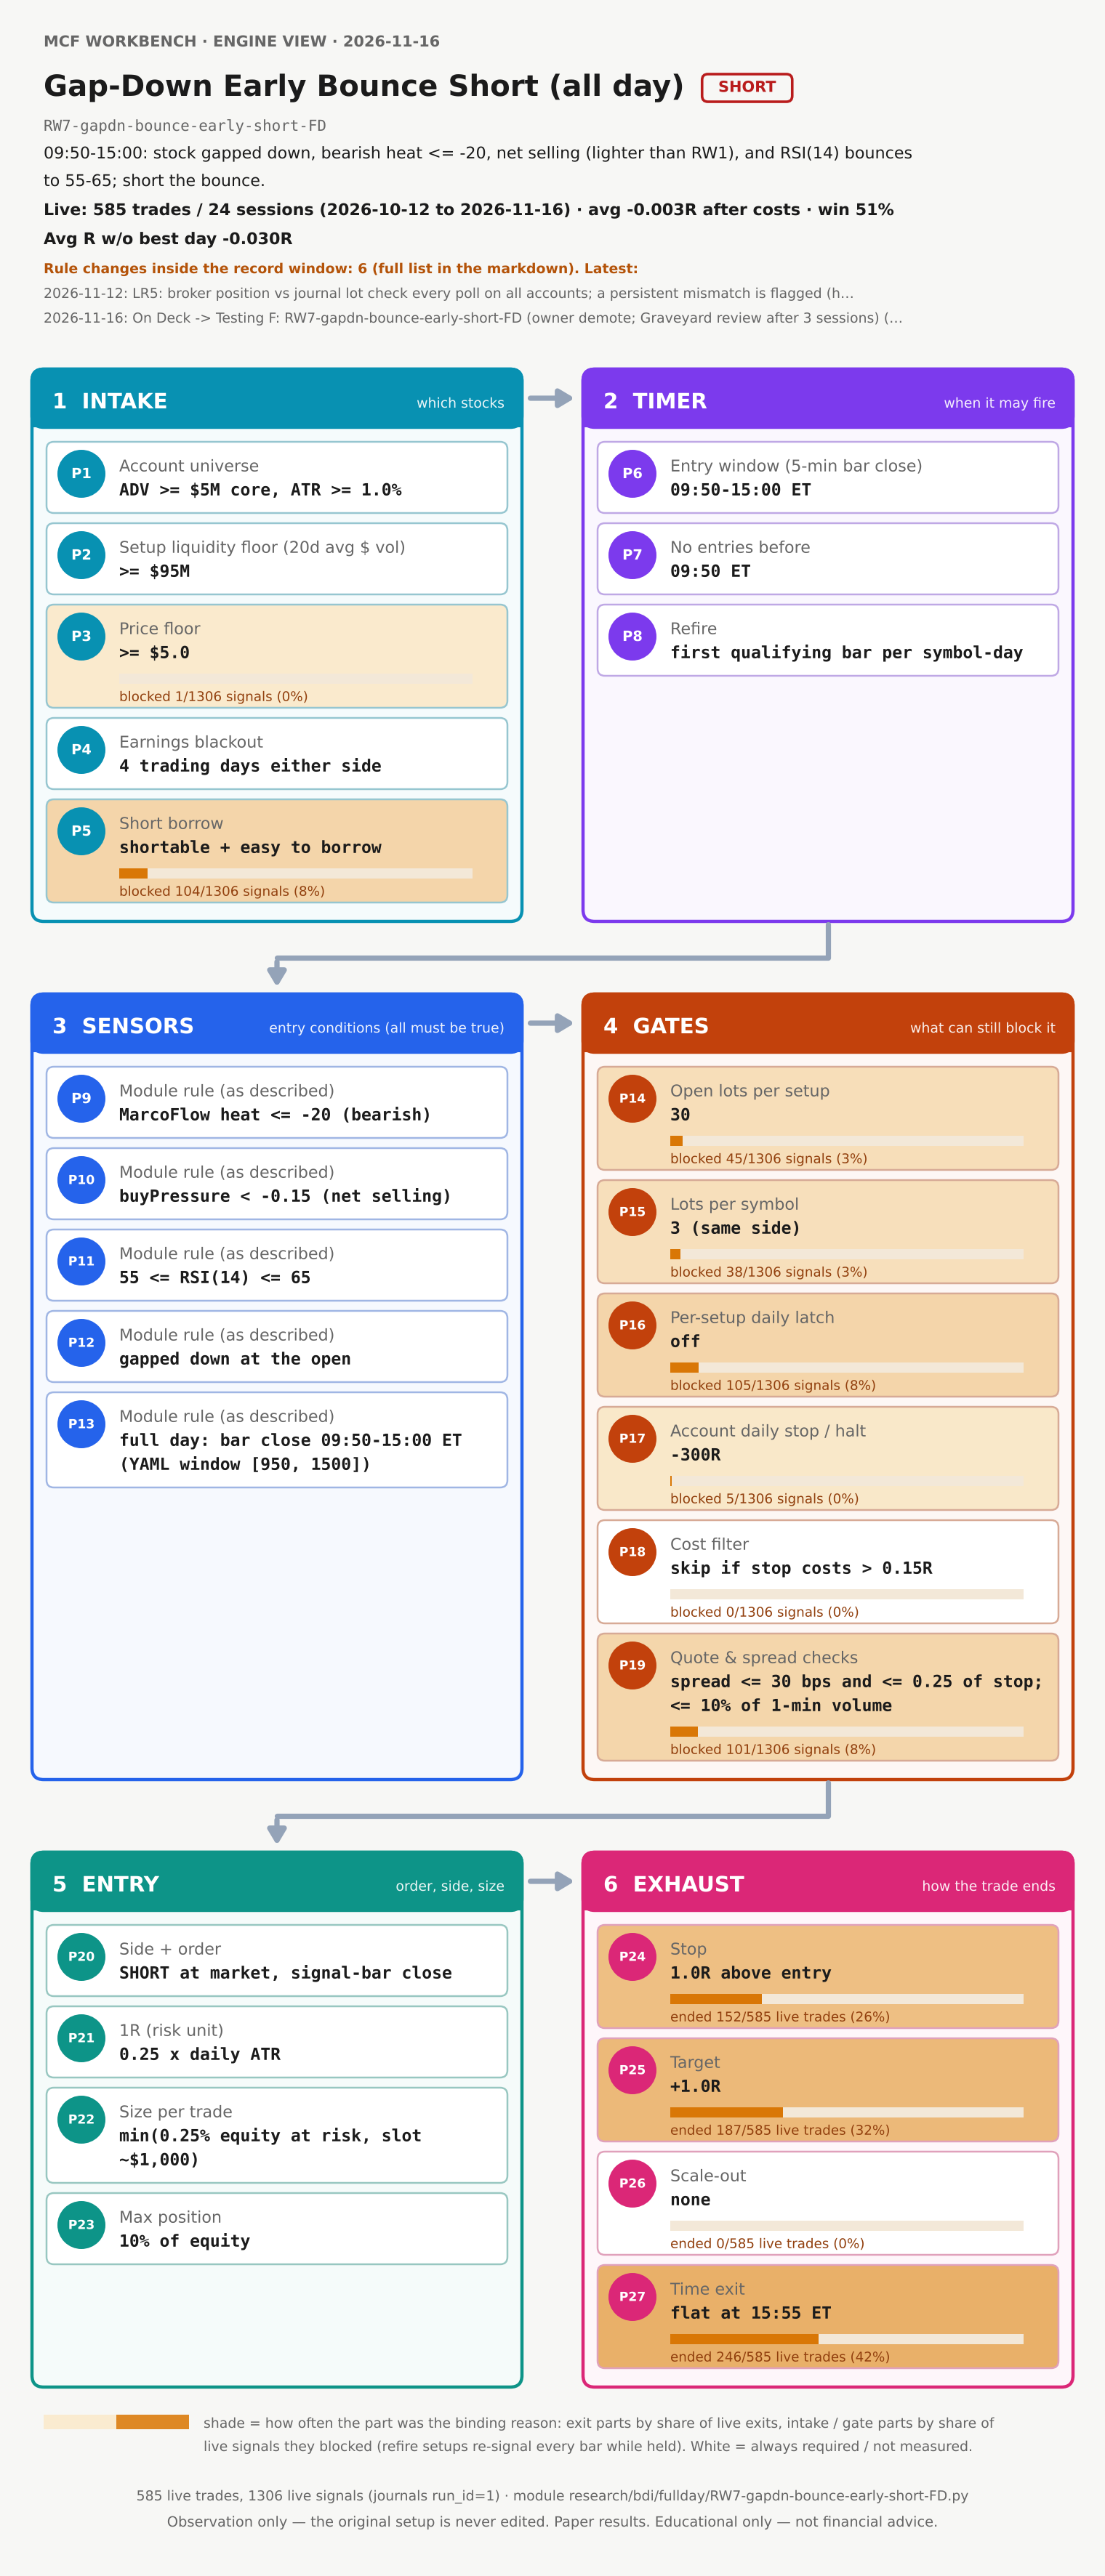 MCF WORKBENCH · ENGINE VIEW · 2026-11-16
Gap-Down Early Bounce Short (all day) SHORT
RW7-gapdn-bounce-early-short-FD
09:50-15:00: stock gapped down, bearish heat <= -20, net selling (lighter than RW1), and RSI(14) bounces
to 55-65; short the bounce.
Live: 585 trades / 24 sessions (2026-10-12 to 2026-11-16) · avg -0.003R after costs · win 51%
Avg R w/o best day -0.030R
Rule changes inside the record window: 6 (full list in the markdown). Latest:
2026-11-12: LR5: broker position vs journal lot check every poll on all accounts; a persistent mismatch is flagged (h...
2026-11-16: On Deck -> Testing F: RW7-gapdn-bounce-early-short-FD (owner demote; Graveyard review after 3 sessions) (...
1 INTAKE which stocks
P1 Account universe
ADV >= $5M core, ATR >= 1.0%
P2 Setup liquidity floor (20d avg $ vol)
>= $95M
P3 Price floor
>= $5.0
blocked 1/1306 signals (0%)
P4 Earnings blackout
4 trading days either side
P5 Short borrow
shortable + easy to borrow
blocked 104/1306 signals (8%)
2 TIMER when it may fire
P6 Entry window (5-min bar close)
09:50-15:00 ET
P7 No entries before
09:50 ET
P8 Refire
first qualifying bar per symbol-day
3 SENSORS entry conditions (all must be true)
P9 Module rule (as described)
MarcoFlow heat <= -20 (bearish)
P10 Module rule (as described)
buyPressure < -0.15 (net selling)
P11 Module rule (as described)
55 <= RSI(14) <= 65
P12 Module rule (as described)
gapped down at the open
P13 Module rule (as described)
full day: bar close 09:50-15:00 ET
(YAML window [950, 1500])
4 GATES what can still block it
P14 Open lots per setup
30
blocked 45/1306 signals (3%)
P15 Lots per symbol
3 (same side)
blocked 38/1306 signals (3%)
P16 Per-setup daily latch
off
blocked 105/1306 signals (8%)
P17 Account daily stop / halt
-300R
blocked 5/1306 signals (0%)
P18 Cost filter
skip if stop costs > 0.15R
blocked 0/1306 signals (0%)
P19 Quote & spread checks
spread <= 30 bps and <= 0.25 of stop;
<= 10% of 1-min volume
blocked 101/1306 signals (8%)
5 ENTRY order, side, size
P20 Side + order
SHORT at market, signal-bar close
P21 1R (risk unit)
0.25 x daily ATR
P22 Size per trade
min(0.25% equity at risk, slot
~$1,000)
P23 Max position
10% of equity
6 EXHAUST how the trade ends
P24 Stop
1.0R above entry
ended 152/585 live trades (26%)
P25 Target
+1.0R
ended 187/585 live trades (32%)
P26 Scale-out
none
ended 0/585 live trades (0%)
P27 Time exit
flat at 15:55 ET
ended 246/585 live trades (42%)
shade = how often the part was the binding reason: exit parts by share of live exits, intake / gate parts by share of
live signals they blocked (refire setups re-signal every bar while held). White = always required / not measured.
585 live trades, 1306 live signals (journals run_id=1) · module research/bdi/fullday/RW7-gapdn-bounce-early-short-FD.py
Observation only — the original setup is never edited. Paper results. Educational only — not financial advice.